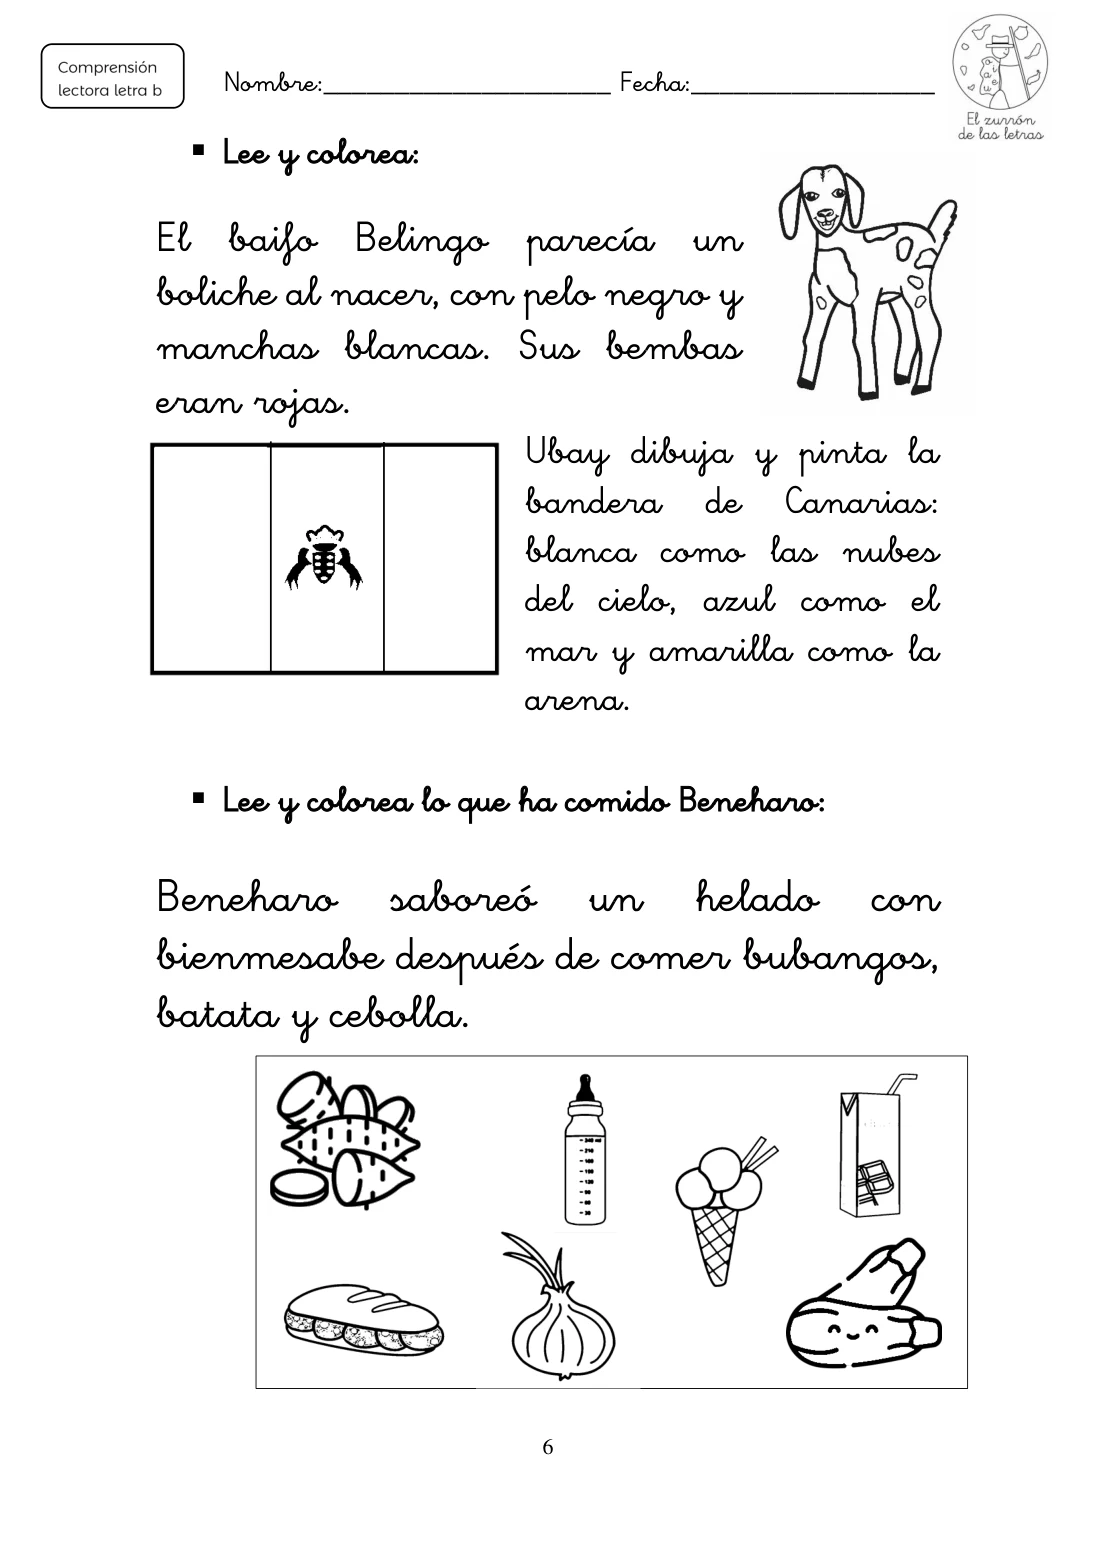 Comprensión
lectora letra b
Nombre:______________________ Fecha:___________________
El zurrón
de las letras
▪ Lee y colorea:
El baifo Belingo parecía un
boliche al nacer, con pelo negro y
manchas blancas. Sus bembas
eran rojas.
Ubay dibuja y pinta la
bandera de Canarias:
blanca como las nubes
del cielo, azul como el
mar y amarilla como la
arena.
▪ Lee y colorea lo que ha comido Beneharo:
Beneharo saboreó un helado con
bienmesabe después de comer bubangos,
batata y cebolla.
6